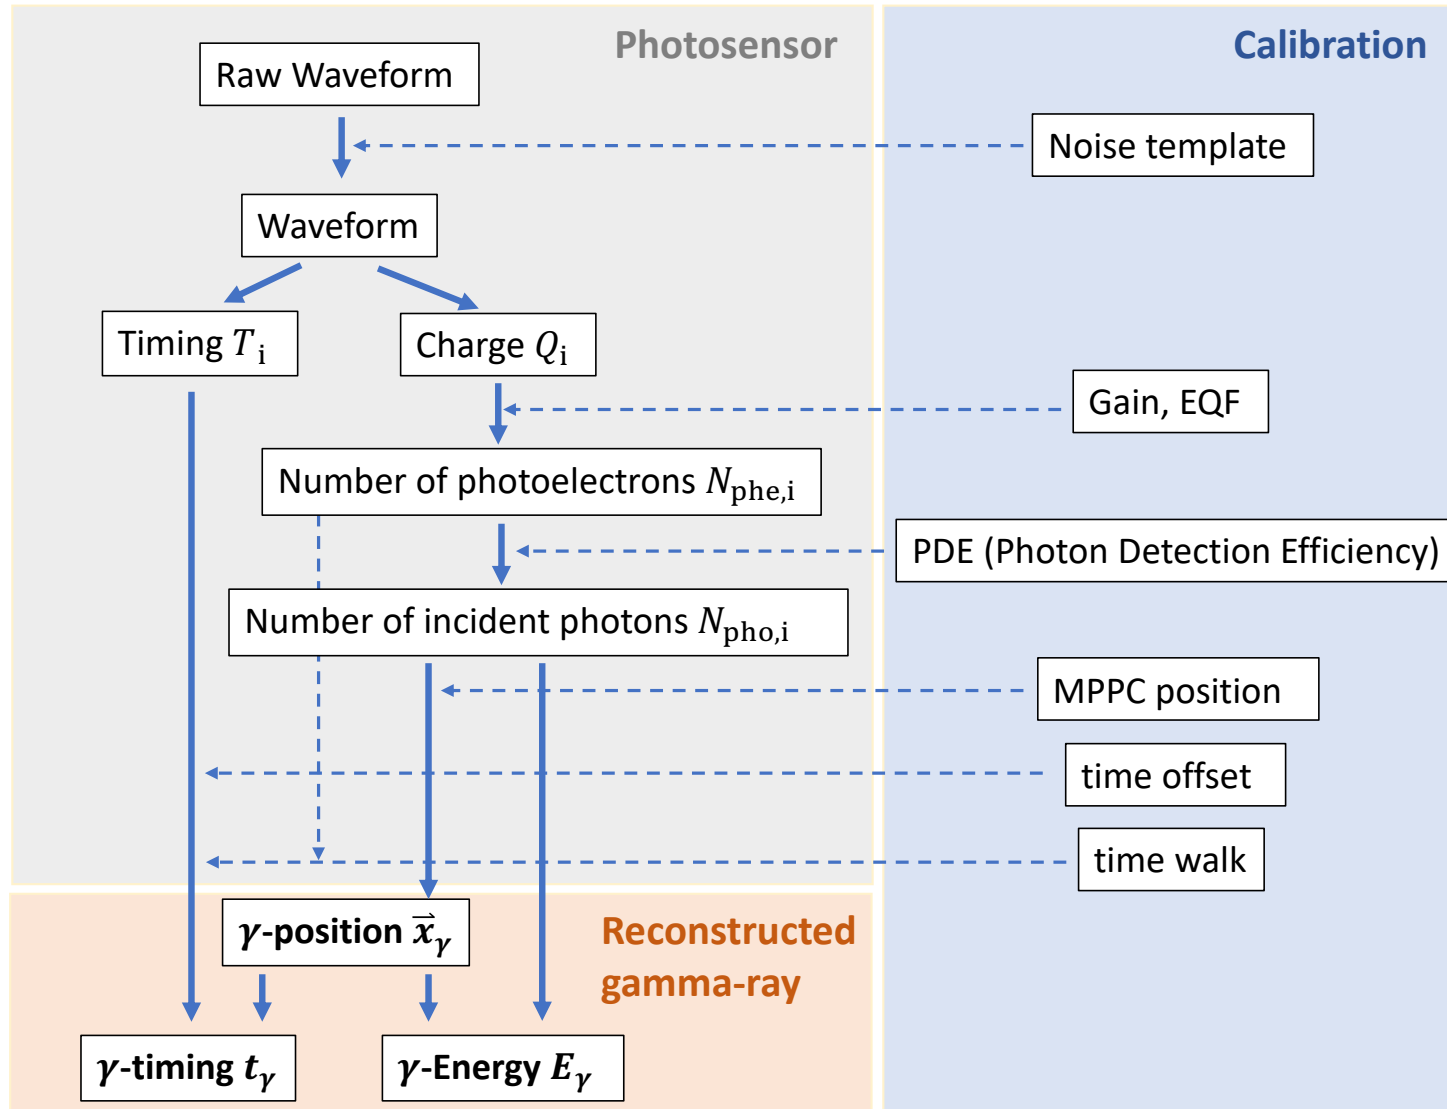 Photosensor
Calibration
Raw Waveform
Noise template
Waveform
Timing T_i
Charge Q_i
Gain, EQF
Number of photoelectrons N_phe,i
PDE (Photon Detection Efficiency)
Number of incident photons N_pho,i
MPPC position
time offset
time walk
γ-position x⃗_γ
Reconstructed
gamma-ray
γ-timing t_γ
γ-Energy E_γ